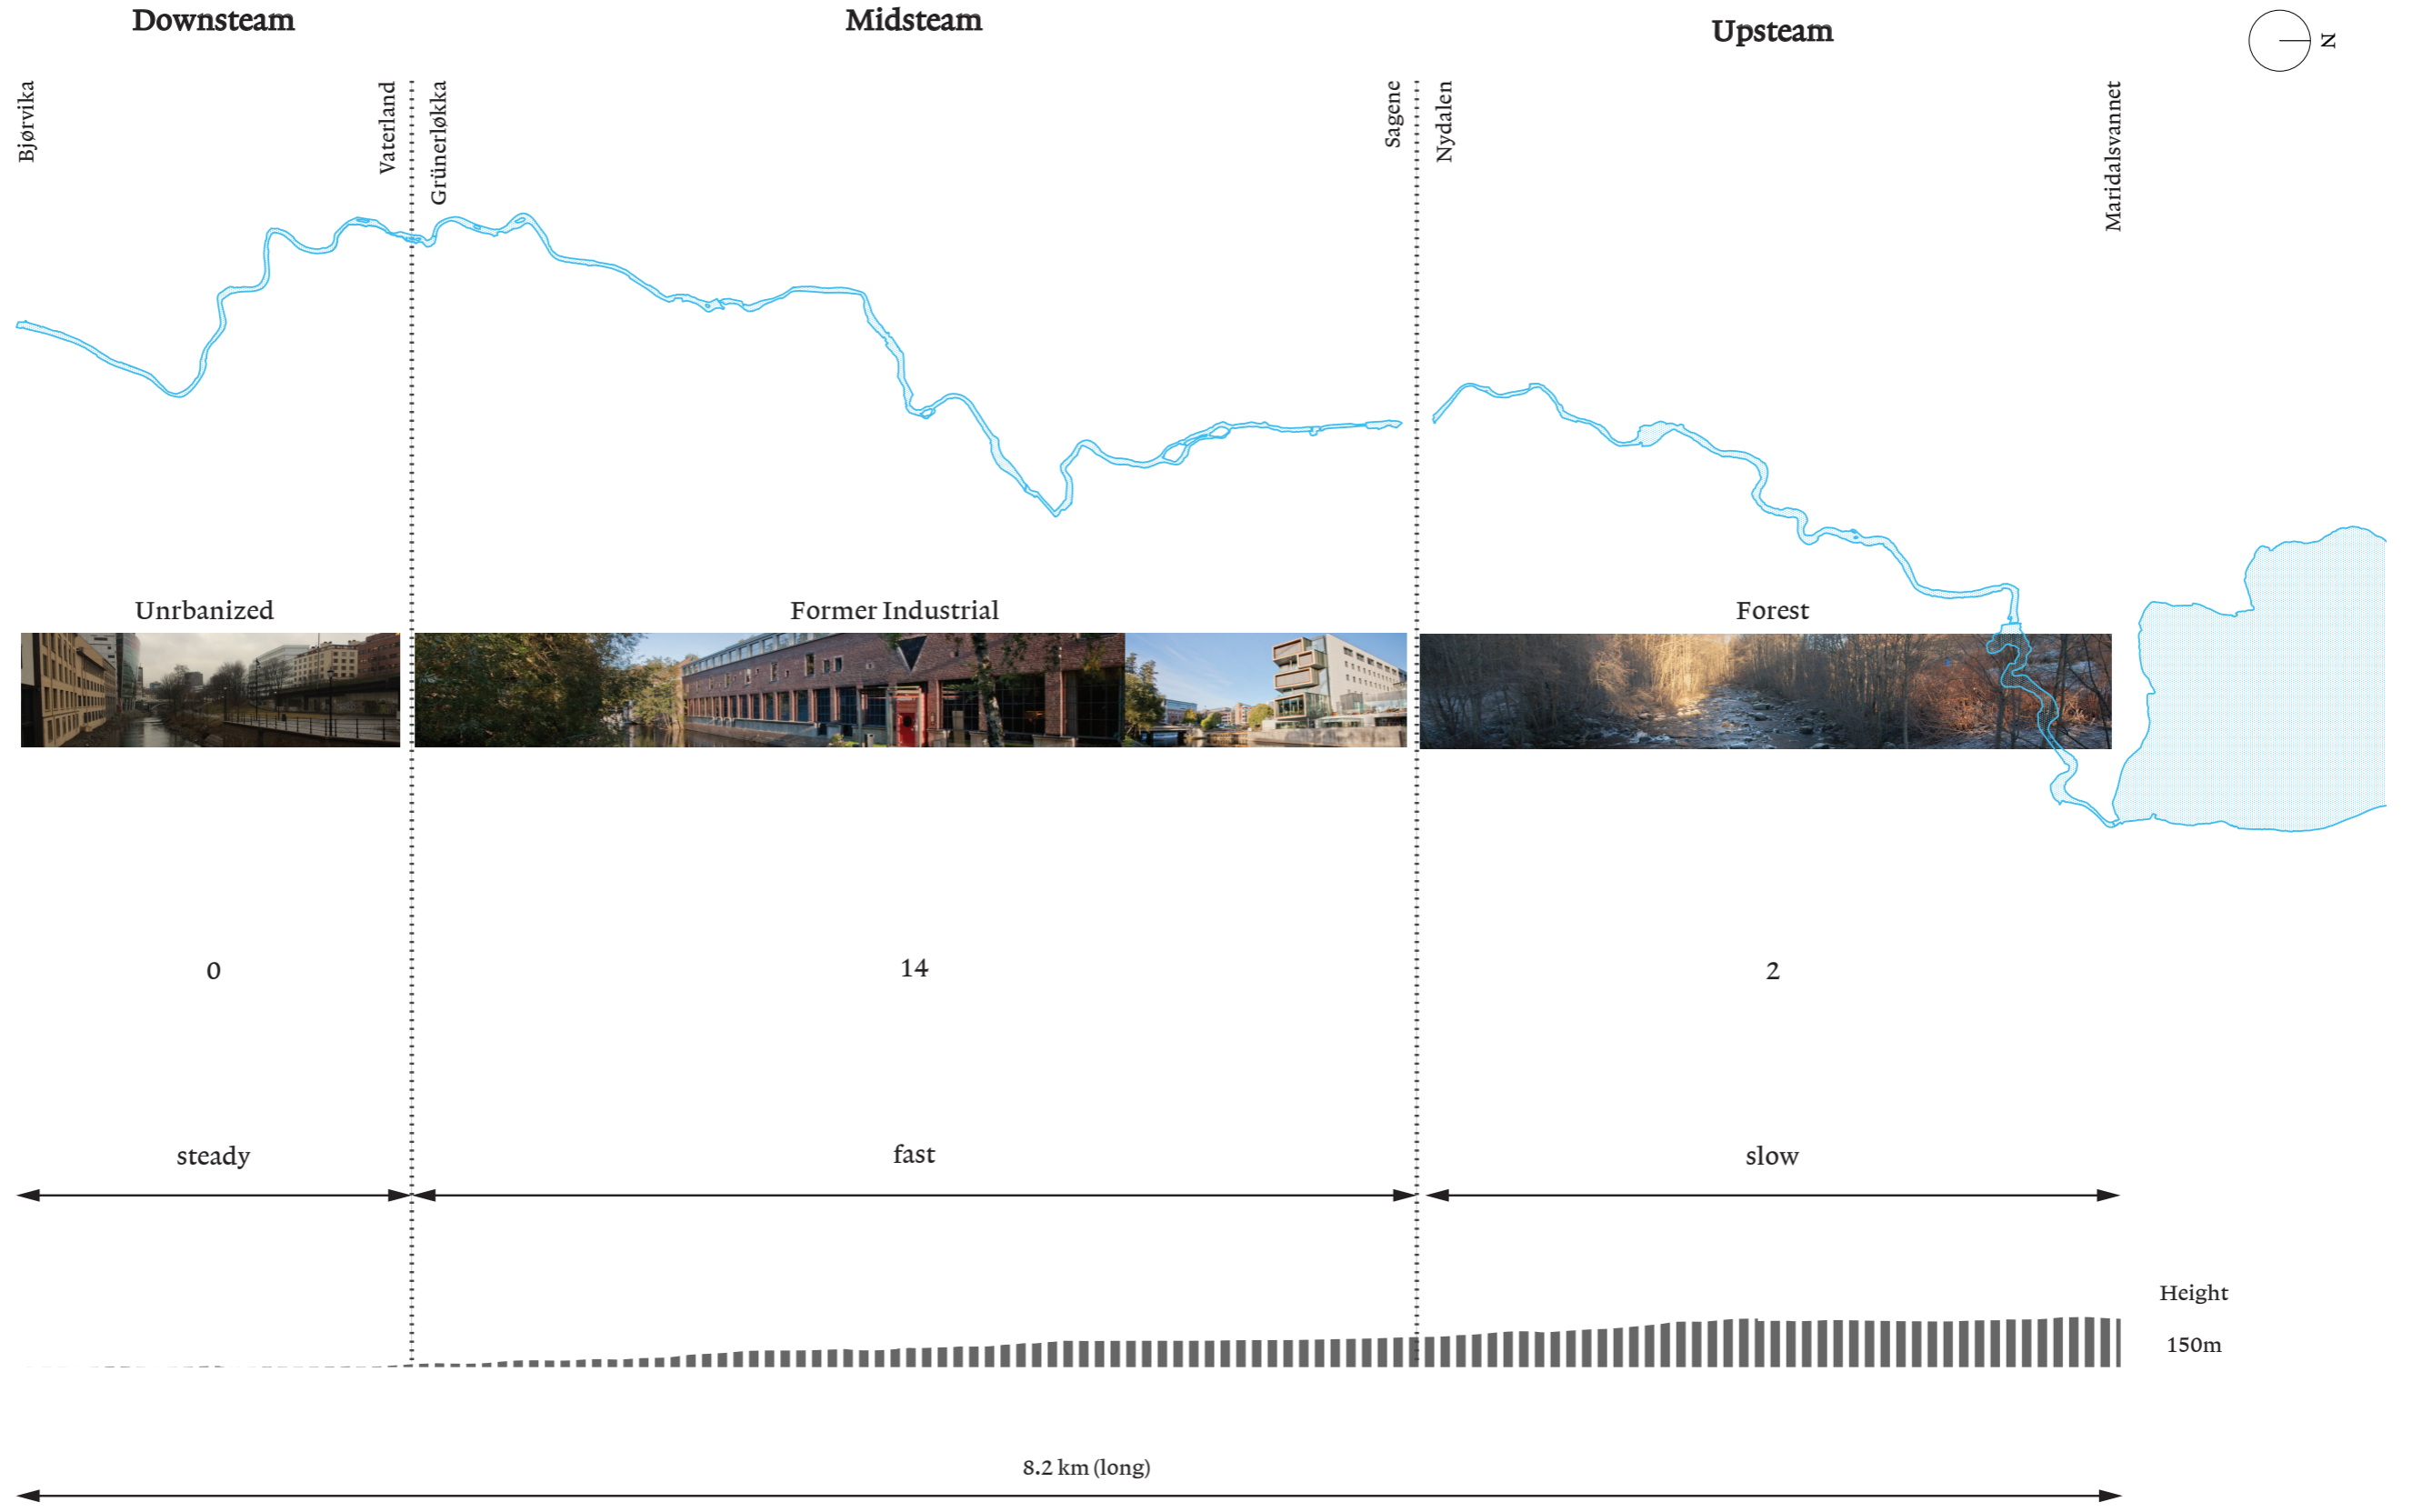 Downsteam
Midsteam
Upsteam
N
Bjørvika
Vaterland
Grünerløkka
Sagene
Nydalen
Maridalsvannet
Unrbanized
Former Industrial
Forest
0
14
2
steady
fast
slow
Height
150m
8.2 km (long)